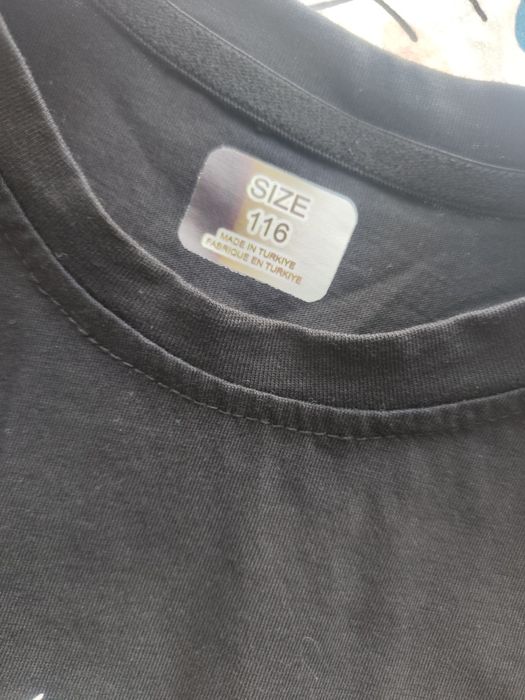 SIZE
116
MADE IN TURKIYE
FABRIQUE EN TURKIYE